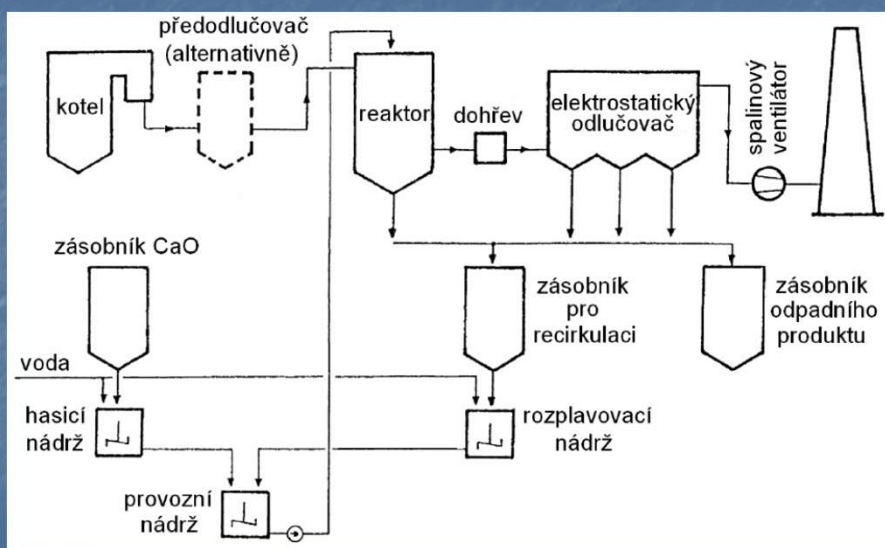 předodlučovač
(alternativně)
kotel
reaktor
dohřev
elektrostatický
odlučovač
spalinový
ventilátor
zásobník CaO
zásobník
pro
recirkulaci
zásobník
odpadního
produktu
voda
hasicí
nádrž
rozplavovací
nádrž
provozní
nádrž